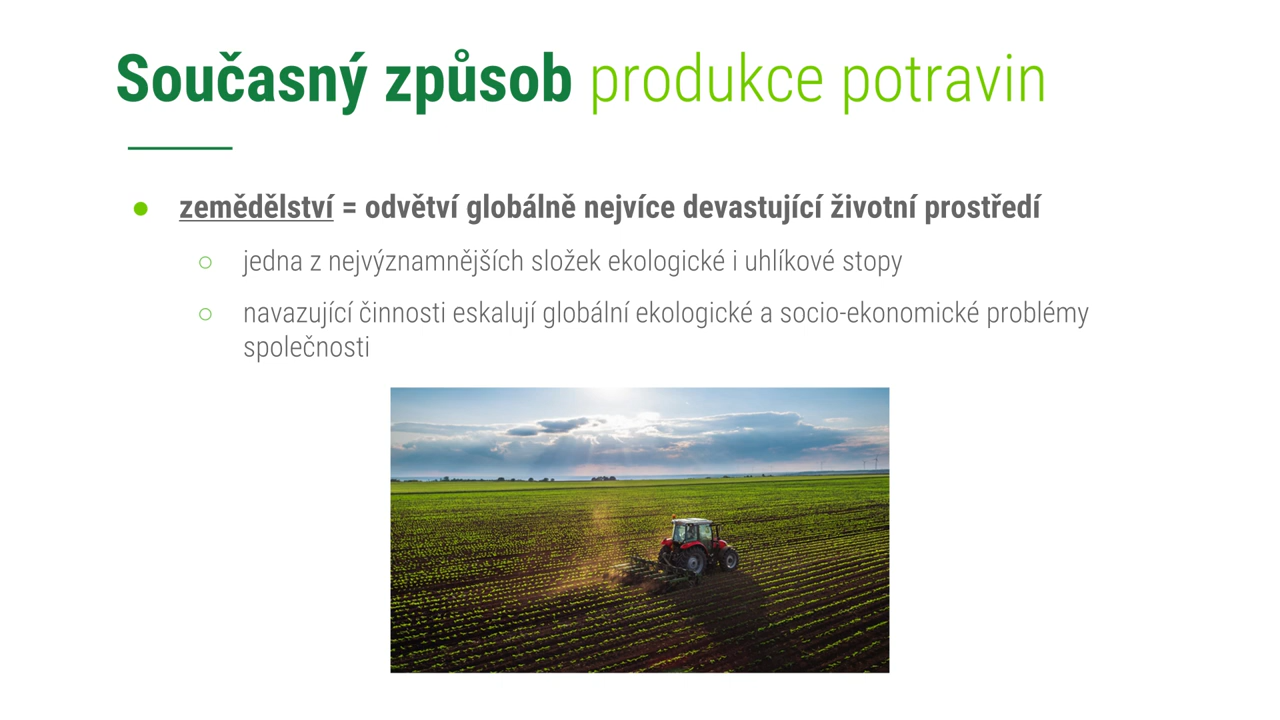 Současný způsob produkce potravin
● zemědělství = odvětví globálně nejvíce devastující životní prostředí
○ jedna z nejvýznamnějších složek ekologické i uhlíkové stopy
○ navazující činnosti eskalují globální ekologické a socio-ekonomické problémy
společnosti